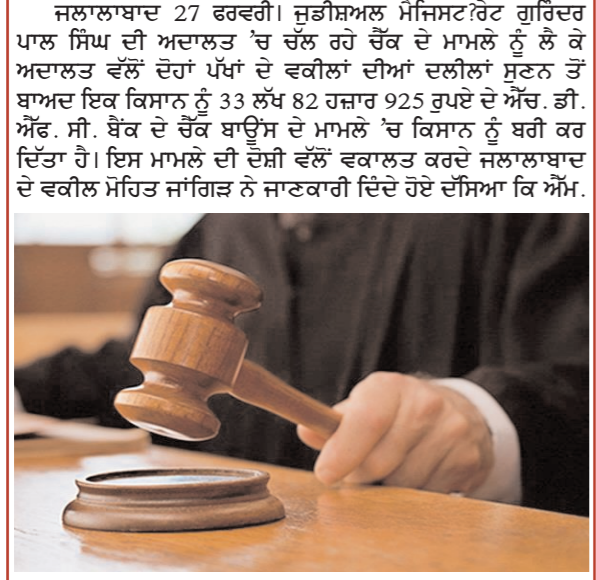 ਜਲਾਲਾਬਾਦ 27 ਫਰਵਰੀ। ਜੁਡੀਸ਼ਅਲ ਮੈਜਿਸਟ?ਰੇਟ ਗੁਰਿੰਦਰ
ਪਾਲ ਸਿੰਘ ਦੀ ਅਦਾਲਤ ’ਚ ਚੱਲ ਰਹੇ ਚੈੱਕ ਦੇ ਮਾਮਲੇ ਨੂੰ ਲੈ ਕੇ
ਅਦਾਲਤ ਵੱਲੋਂ ਦੋਹਾਂ ਪੱਖਾਂ ਦੇ ਵਕੀਲਾਂ ਦੀਆਂ ਦਲੀਲਾਂ ਸੁਣਨ ਤੋਂ
ਬਾਅਦ ਇਕ ਕਿਸਾਨ ਨੂੰ 33 ਲੱਖ 82 ਹਜ਼ਾਰ 925 ਰੁਪਏ ਦੇ ਐੱਚ. ਡੀ.
ਐੱਫ. ਸੀ. ਬੈਂਕ ਦੇ ਚੈੱਕ ਬਾਊਂਸ ਦੇ ਮਾਮਲੇ ’ਚ ਕਿਸਾਨ ਨੂੰ ਬਰੀ ਕਰ
ਦਿੱਤਾ ਹੈ। ਇਸ ਮਾਮਲੇ ਦੀ ਦੋਸ਼ੀ ਵੱਲੋਂ ਵਕਾਲਤ ਕਰਦੇ ਜਲਾਲਾਬਾਦ
ਦੇ ਵਕੀਲ ਮੋਹਿਤ ਜਾਂਗਿੜ ਨੇ ਜਾਣਕਾਰੀ ਦਿੰਦੇ ਹੋਏ ਦੱਸਿਆ ਕਿ ਐੱਮ.